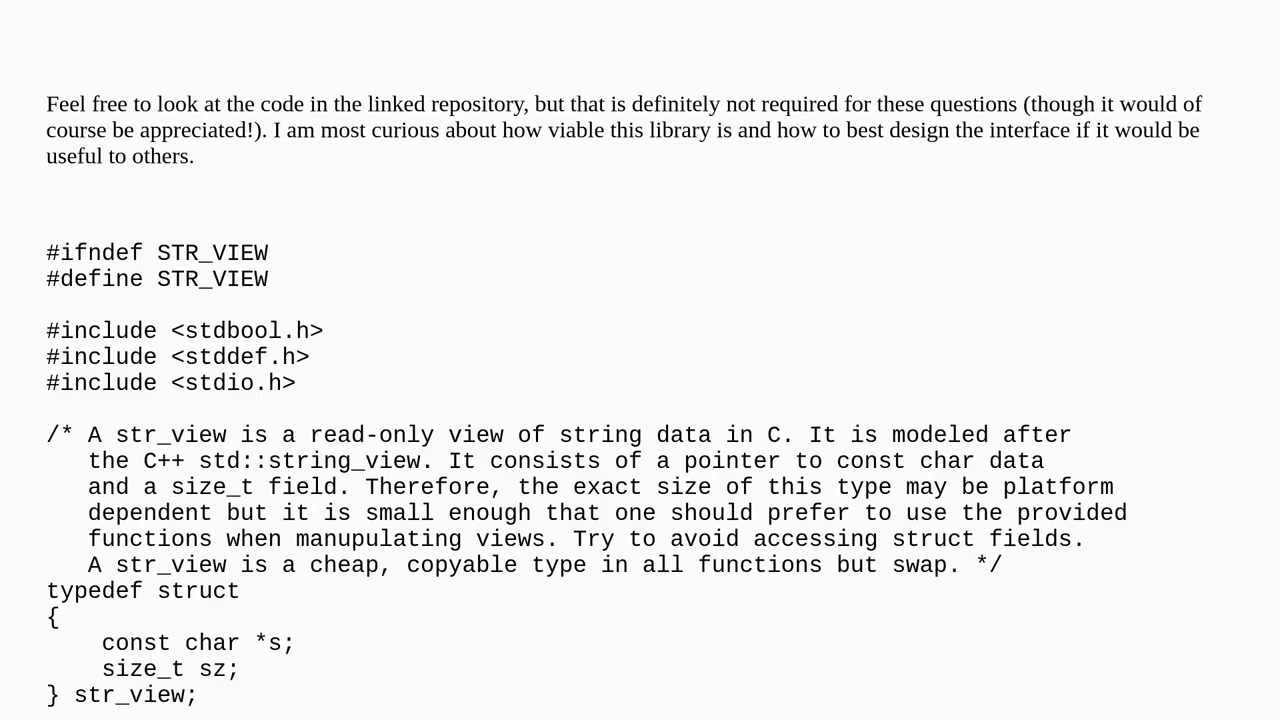 Feel free to look at the code in the linked repository, but that is definitely not required for these questions (though it would of
course be appreciated!). I am most curious about how viable this library is and how to best design the interface if it would be
useful to others.
#ifndef STR_VIEW
#define STR_VIEW
#include <stdbool.h>
#include <stddef.h>
#include <stdio.h>
/* A str_view is a read-only view of string data in C. It is modeled after
the C++ std::string_view. It consists of a pointer to const char data
and a size_t field. Therefore, the exact size of this type may be platform
dependent but it is small enough that one should prefer to use the provided
functions when manupulating views. Try to avoid accessing struct fields.
A str_view is a cheap, copyable type in all functions but swap. */
typedef struct
{
const char *s;
size_t sz;
} str_view;